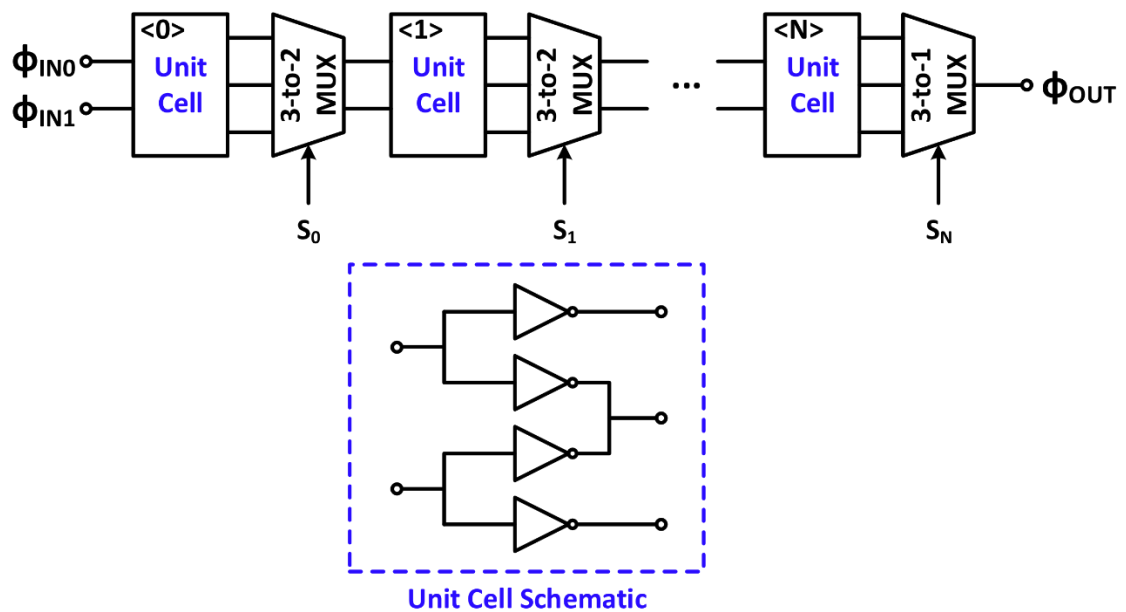 ΦIN0
ΦIN1
<0>
Unit
Cell
3-to-2
MUX
S0
<1>
Unit
Cell
3-to-2
MUX
S1
...
<N>
Unit
Cell
3-to-1
MUX
SN
ΦOUT
Unit Cell Schematic